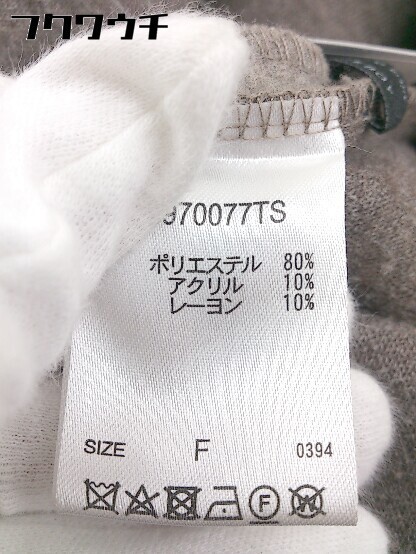 フクワウチ
970077TS
ポリエステル 80%
アクリル 10%
レーヨン 10%
SIZE F 0394
F W